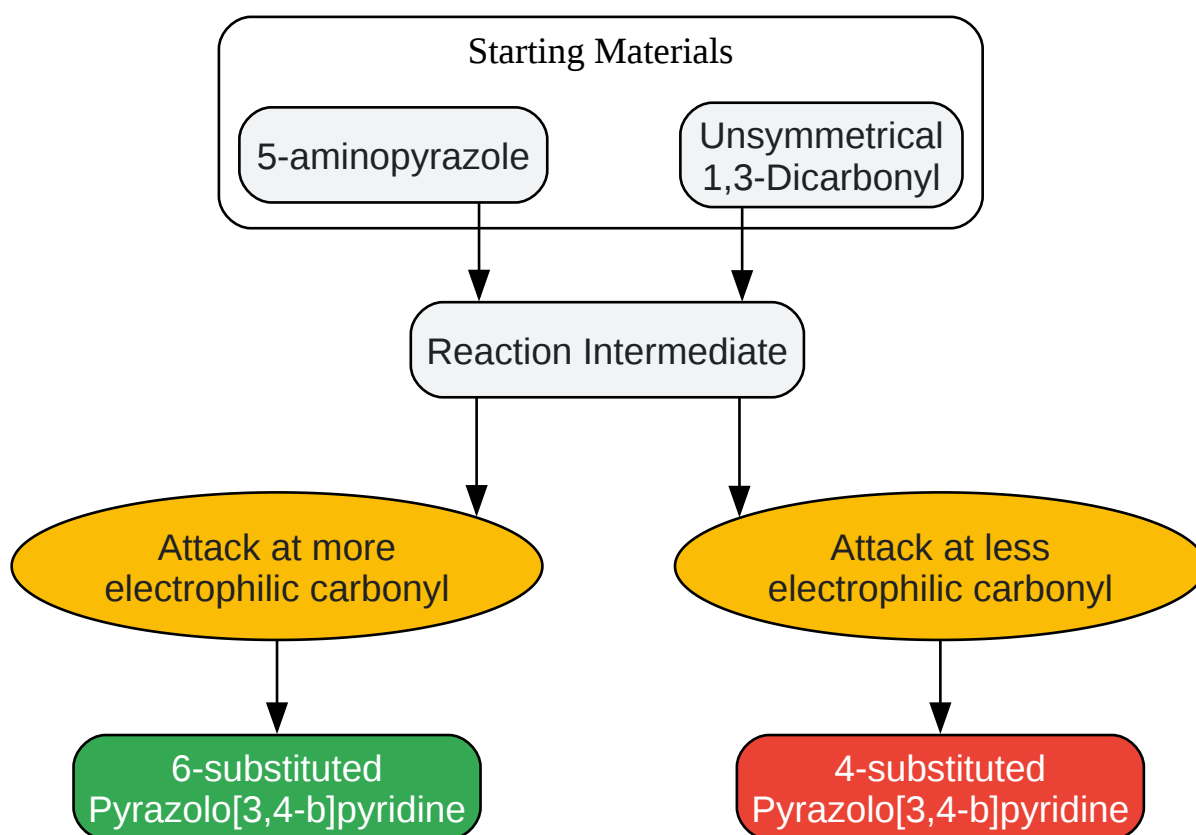 Starting Materials
5-aminopyrazole
Unsymmetrical
1,3-Dicarbonyl
Reaction Intermediate
Attack at more
electrophilic carbonyl
Attack at less
electrophilic carbonyl
6-substituted
Pyrazolo[3,4-b]pyridine
4-substituted
Pyrazolo[3,4-b]pyridine